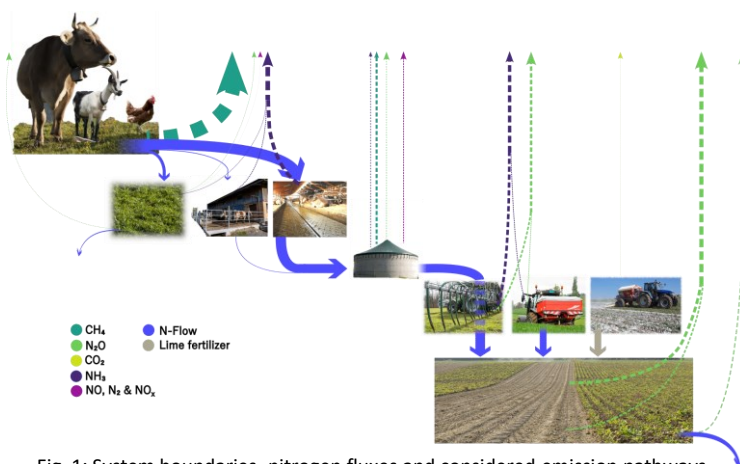 CH₄
N₂O
CO₂
NH₃
NO, N₂ & NOₓ
N-Flow
Lime fertilizer
Fig. 1: System boundaries, nitrogen fluxes and considered emission pathways